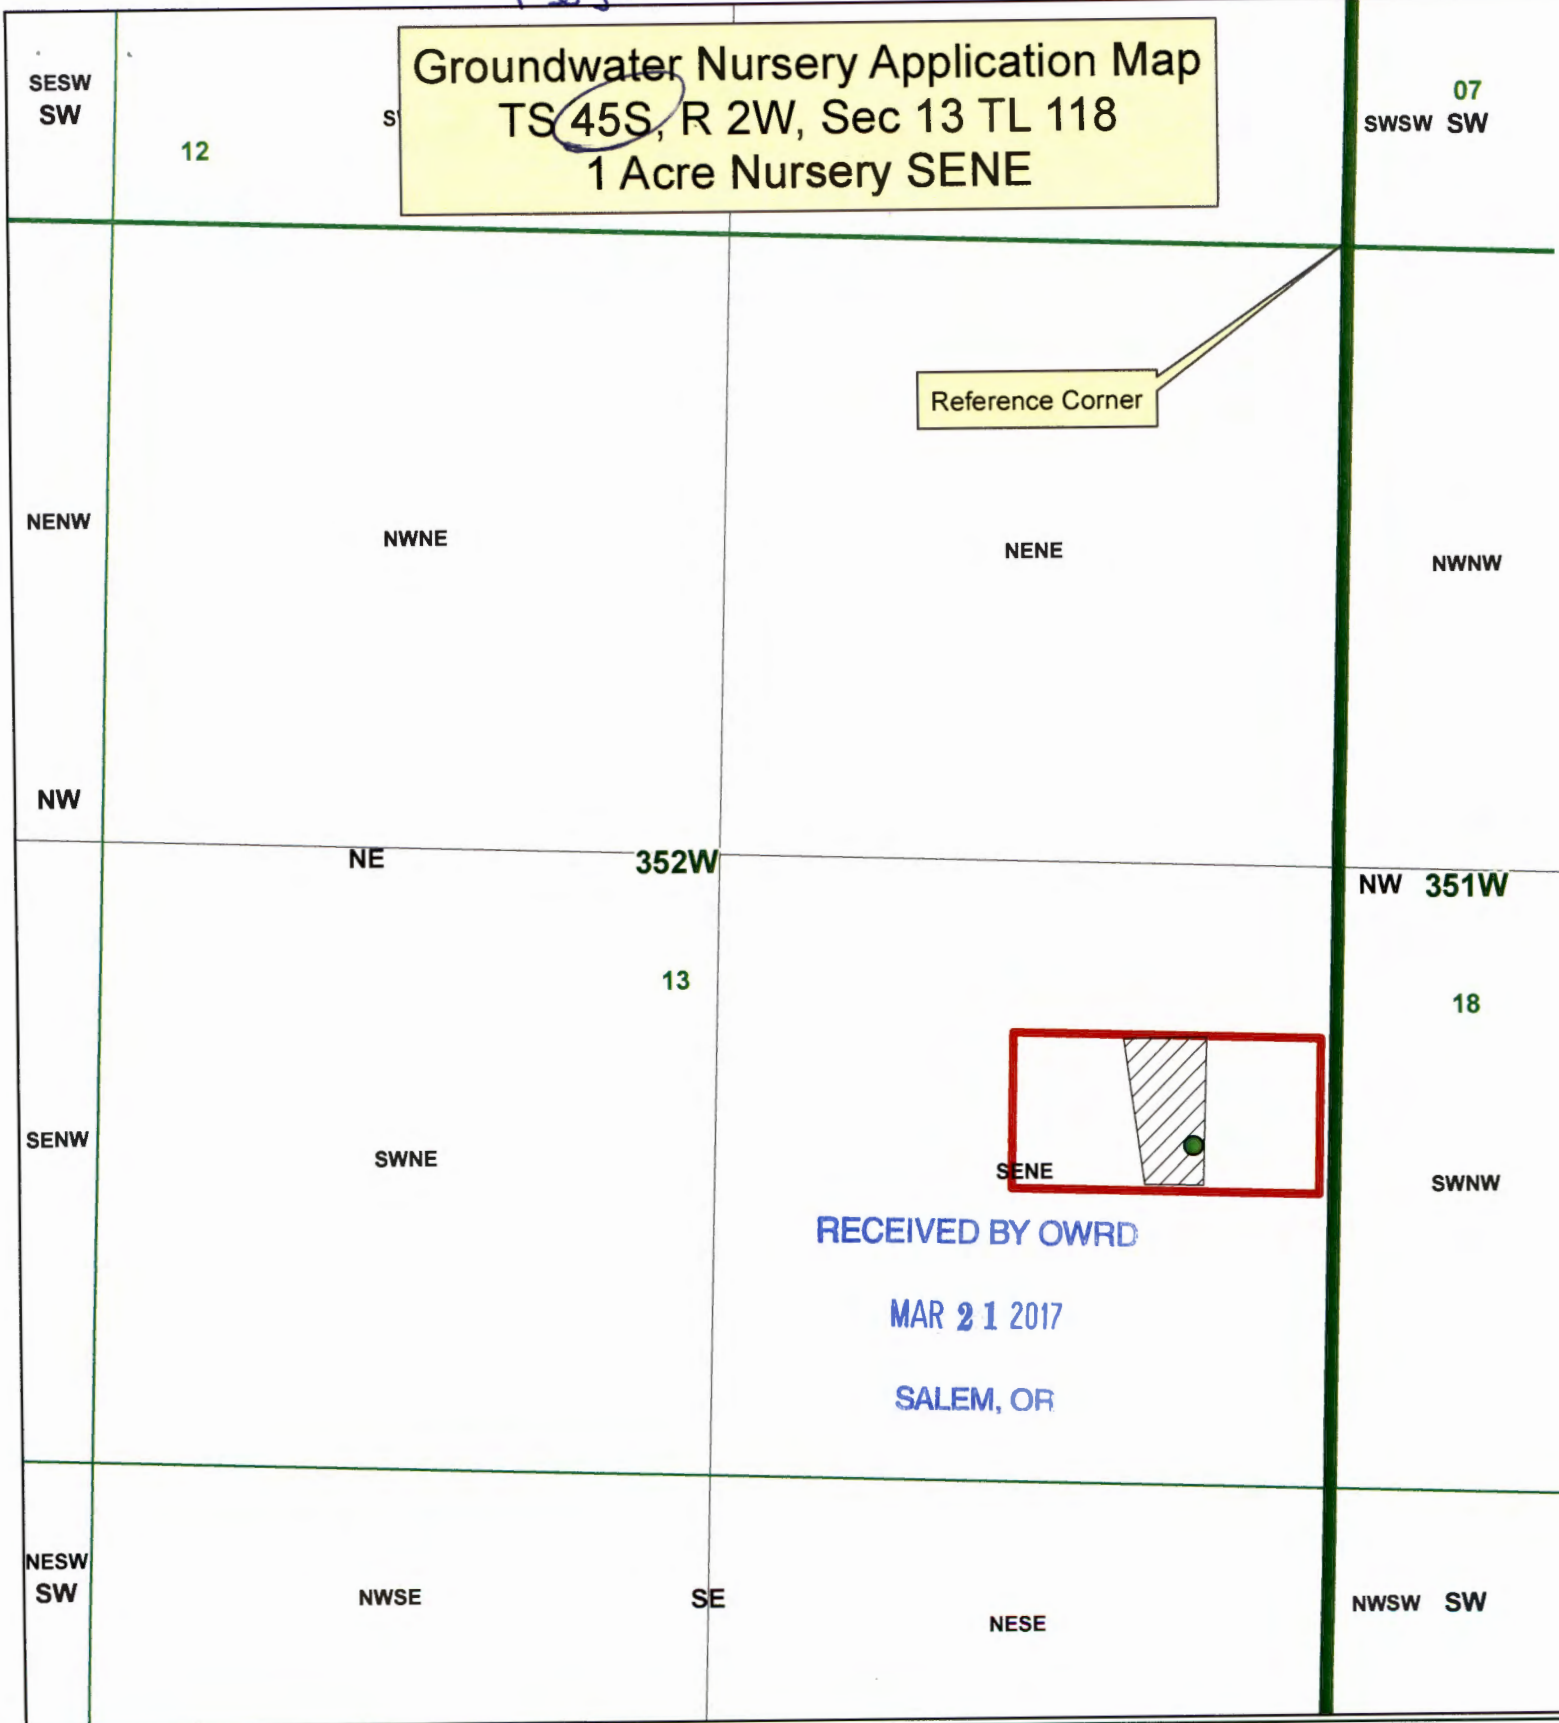 Groundwater Nursery Application Map
TS 45S, R 2W, Sec 13 TL 118
1 Acre Nursery SENE
SESW
SW
12
07
SWSW SW
Reference Corner
NENW
NWNE
NENE
NWNW
NW
NE
352W
NW 351W
13
18
SENW
SWNE
SENE
SWNW
RECEIVED BY OWRD
MAR 21 2017
SALEM, OR
NESW
SW
NWSE
SE
NESE
NWSW SW